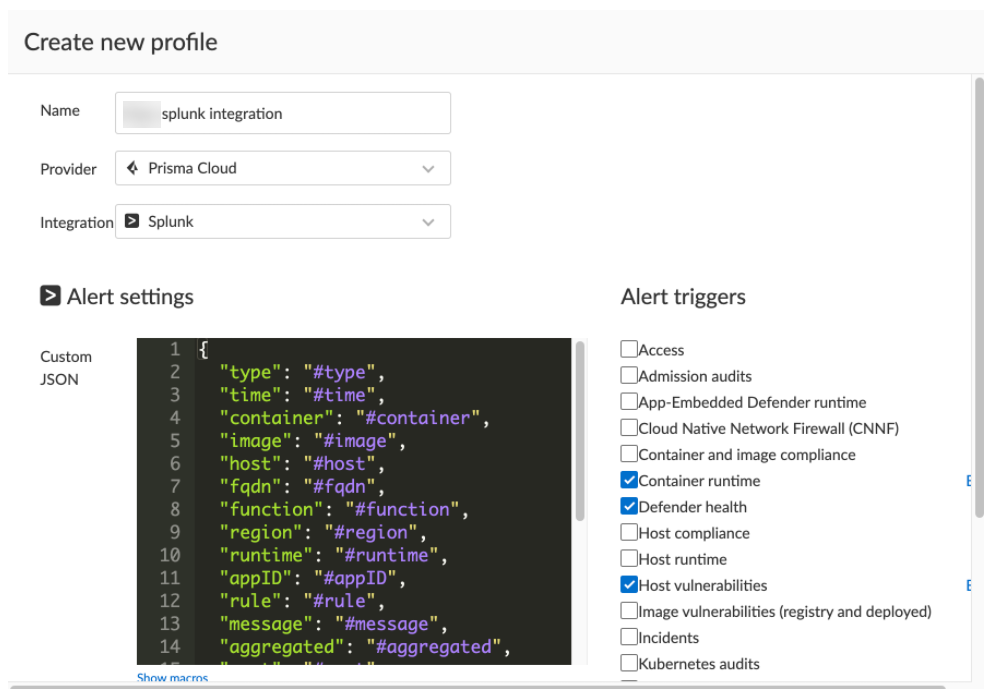 Create new profile
Name
splunk integration
Provider
Prisma Cloud
Integration
Splunk
Alert settings
Custom
JSON
1 {
2 "type": "#type",
3 "time": "#time",
4 "container": "#container",
5 "image": "#image",
6 "host": "#host",
7 "fqdn": "#fqdn",
8 "function": "#function",
9 "region": "#region",
10 "runtime": "#runtime",
11 "appID": "#appID",
12 "rule": "#rule",
13 "message": "#message",
14 "aggregated": "#aggregated",
Show macros
Alert triggers
Access
Admission audits
App-Embedded Defender runtime
Cloud Native Network Firewall (CNNF)
Container and image compliance
Container runtime
Defender health
Host compliance
Host runtime
Host vulnerabilities
Image vulnerabilities (registry and deployed)
Incidents
Kubernetes audits